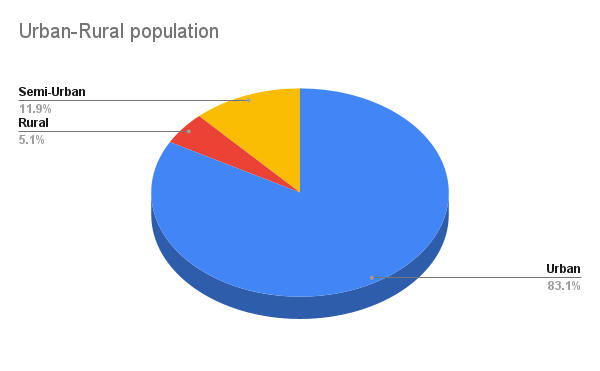 Urban-Rural population
Semi-Urban
11.9%
Rural
5.1%
Urban
83.1%